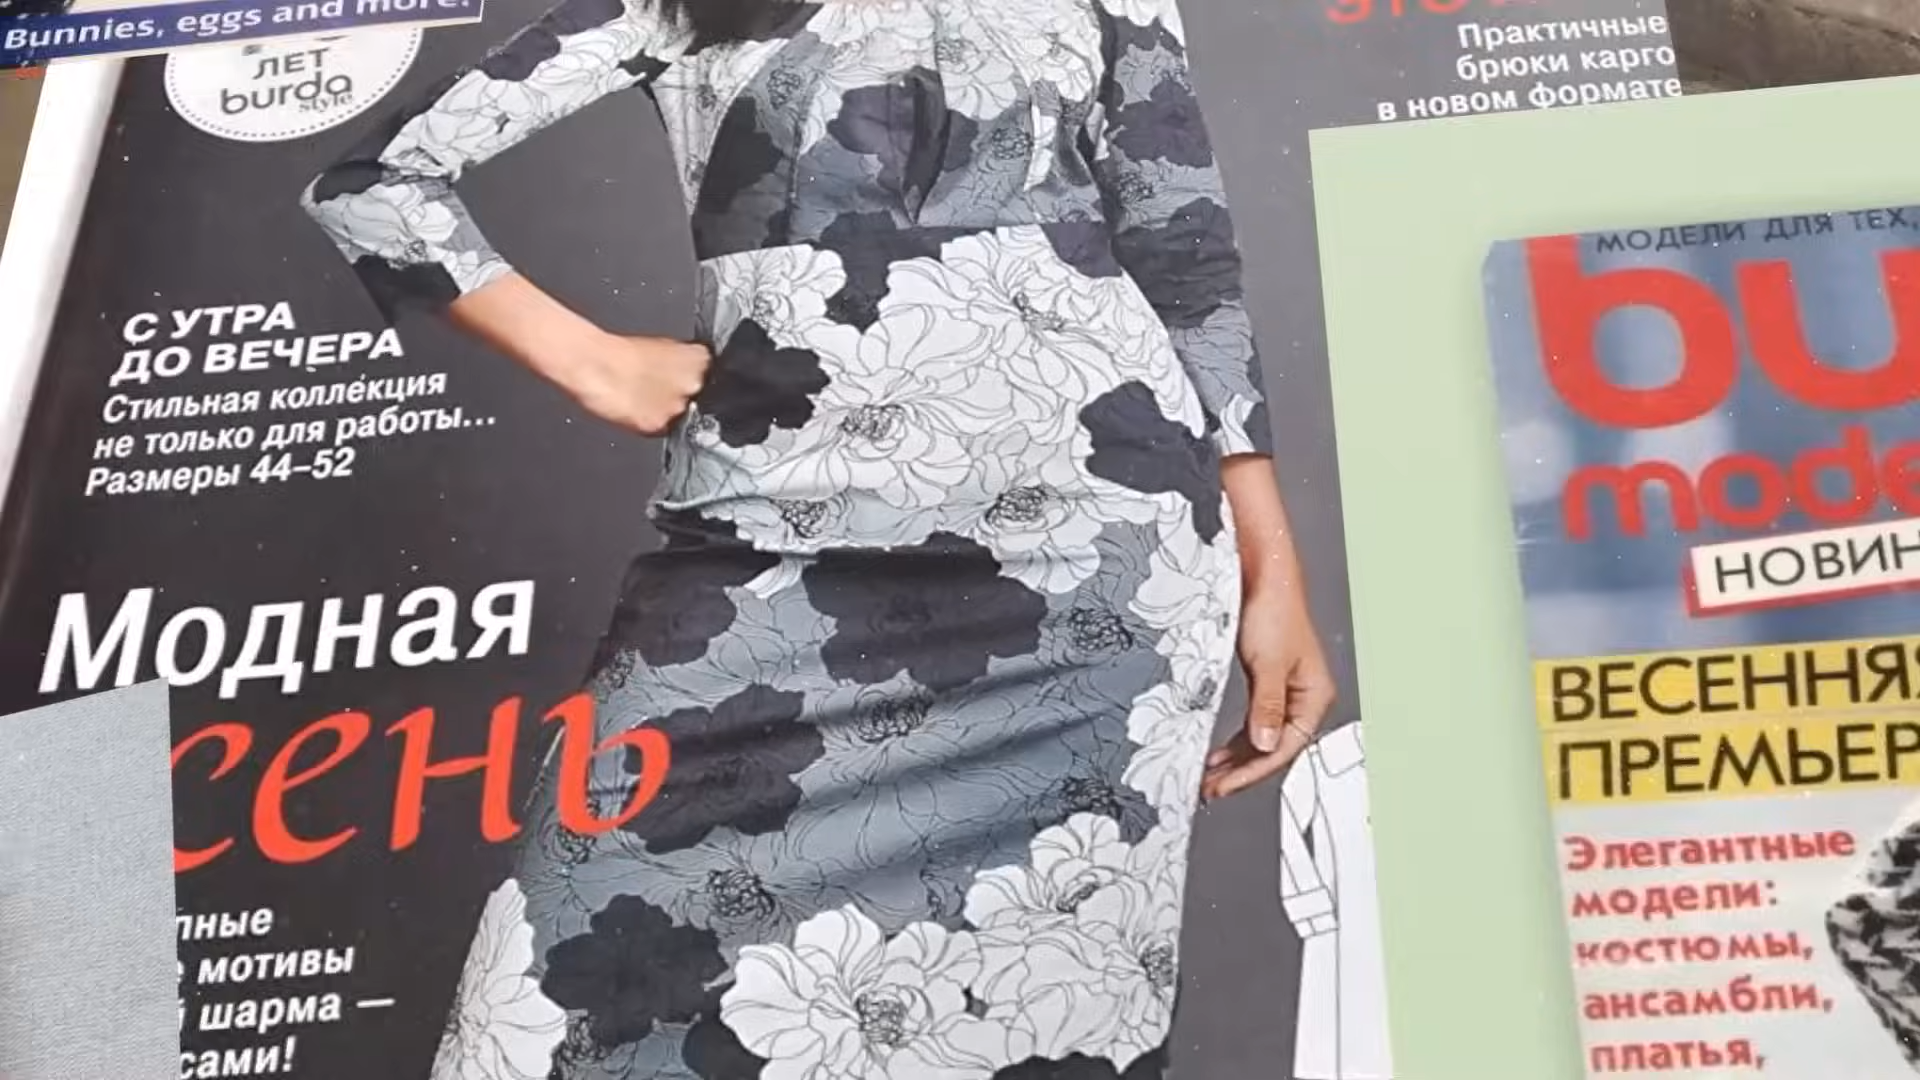 Bunnies, eggs and more!
ЛЕТ
burda
style
Практичные
брюки карго
в новом формате
С УТРА
ДО ВЕЧЕРА
Стильная коллекция
не только для работы...
Размеры 44–52
Модная
сень
мотивы
шарма —
МОДЕЛИ ДЛЯ ТЕХ,
bu
mode
НОВИН
ВЕСЕННЯЯ
ПРЕМЬЕР
Элегантные
модели:
костюмы,
ансамбли,
платья,